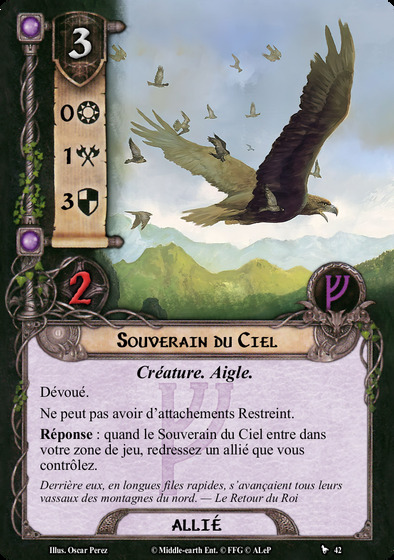 3
0
1
3
2
Souverain du Ciel
Créature. Aigle.
Dévoué.
Ne peut pas avoir d'attachements Restreint.
Réponse : quand le Souverain du Ciel entre dans
votre zone de jeu, redressez un allié que vous
contrôlez.
Derrière eux, en longues files rapides, s'avançaient tous leurs
vassaux des montagnes du nord. — Le Retour du Roi
Allié
Illus. Oscar Perez
© Middle-earth Ent. © FFG © ALeP
42